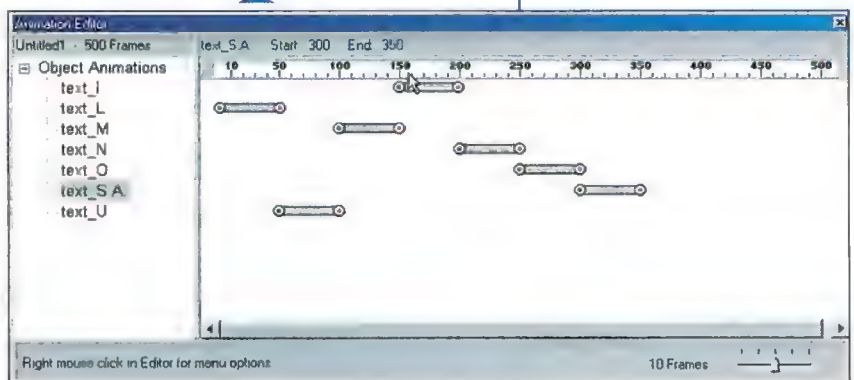 Animation Editor
Untitled1 - 500 Frames text_S.A. Start: 300 End: 350
Object Animations
10 50 100 150 200 250 300 350 400 450 500
text_I
text_L
text_M
text_N
text_O
text_S.A.
text_U
Right mouse click in Editor for menu options
10 Frames